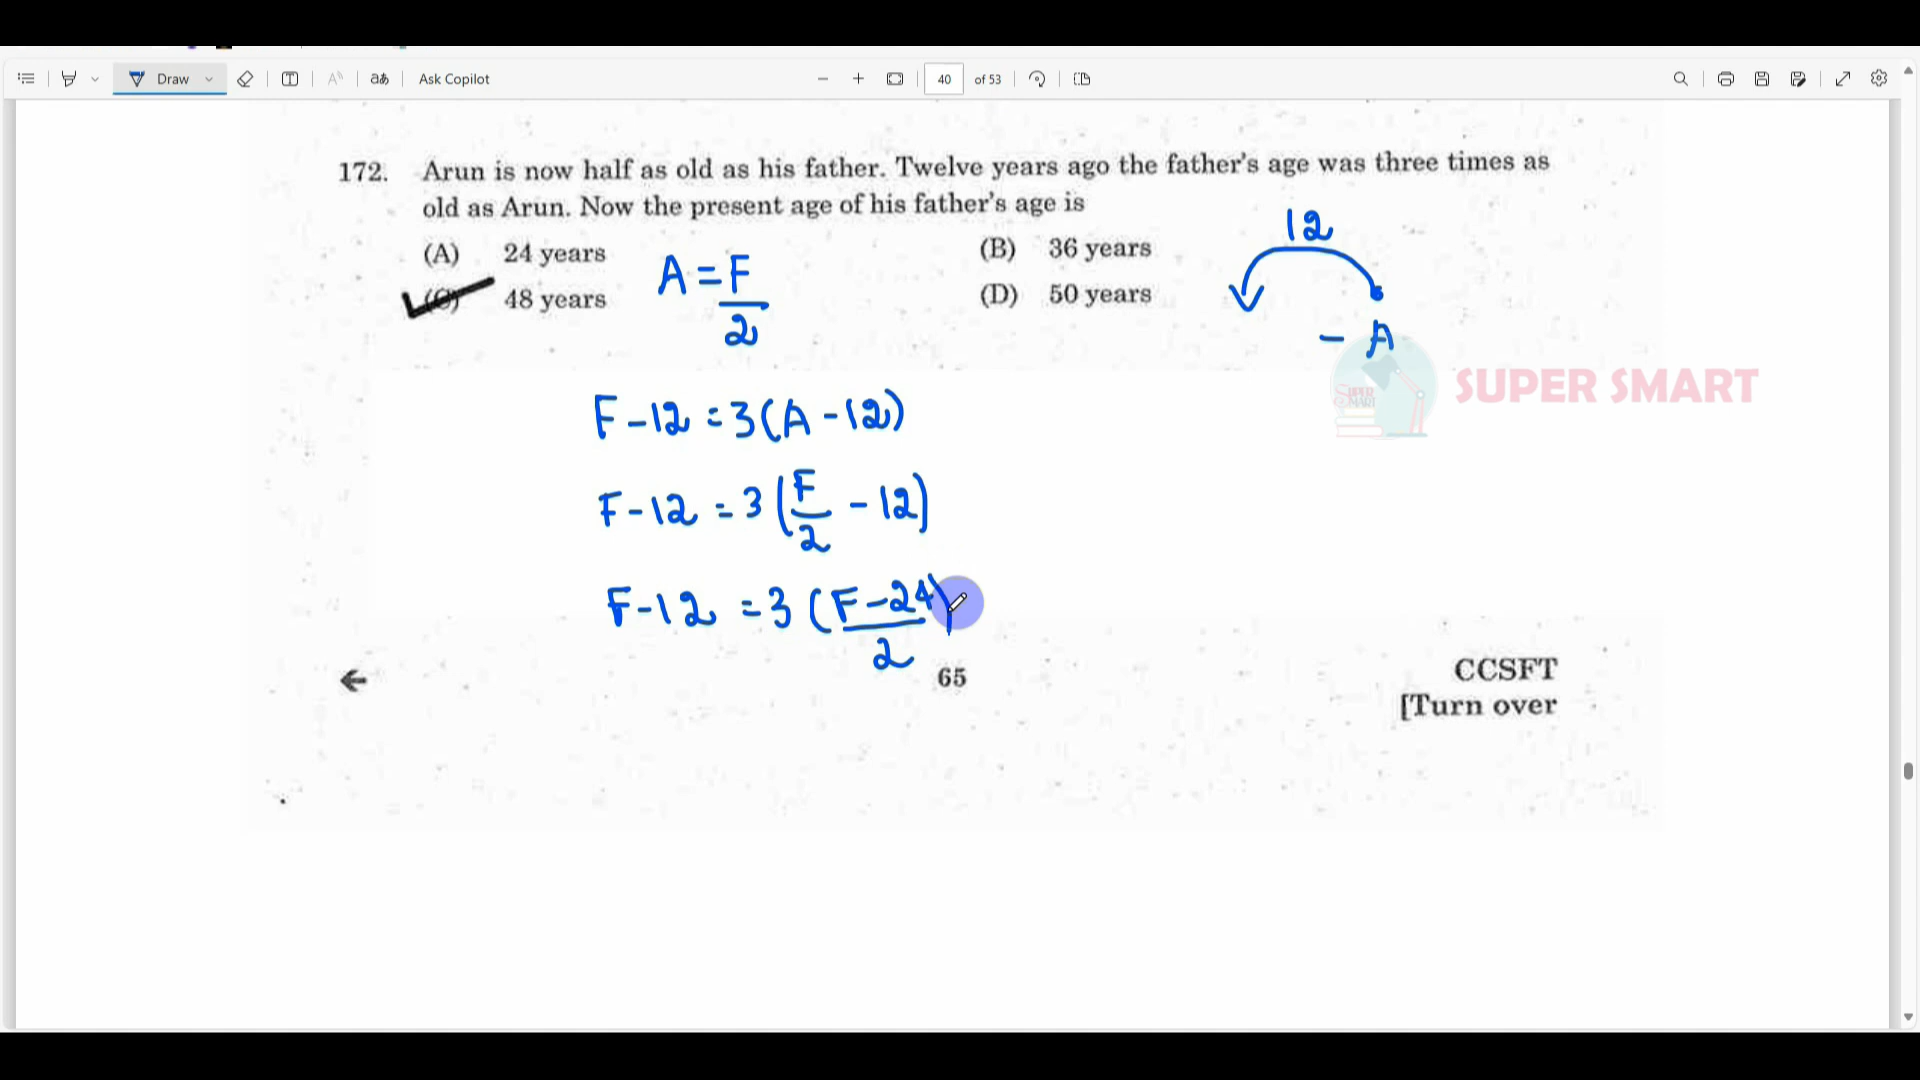 Draw
Ask Copilot
40 of 53
172. Arun is now half as old as his father. Twelve years ago the father's age was three times as
old as Arun. Now the present age of his father's age is
(A) 24 years
(B) 36 years
(C) 48 years
(D) 50 years
A = F/2
12
- A
SUPER SMART
F-12 = 3(A-12)
F-12 = 3(F/2 - 12)
F-12 = 3(F-24/2)
65
CCSFT
[Turn over